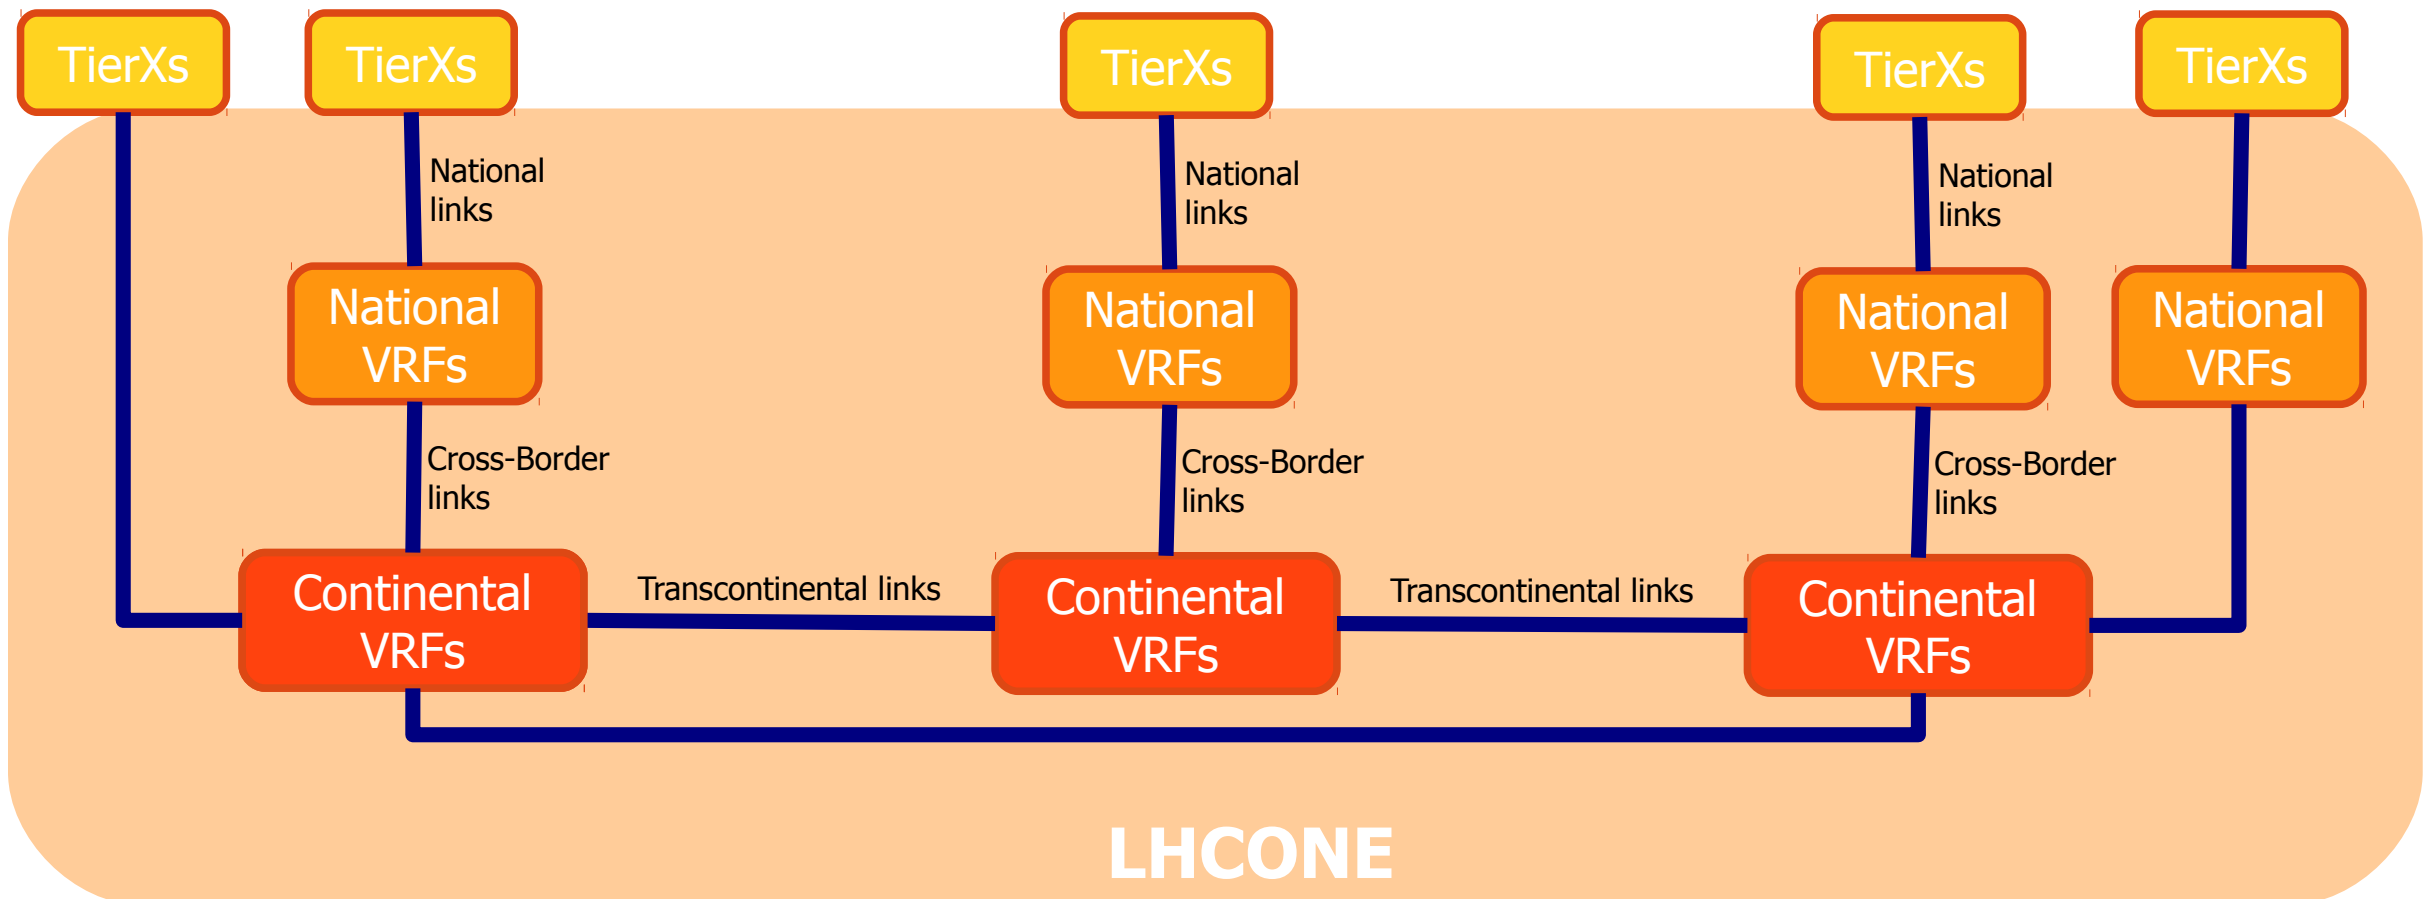 TierXs
TierXs
TierXs
TierXs
TierXs
National
links
National
links
National
links
National
VRFs
National
VRFs
National
VRFs
National
VRFs
Cross-Border
links
Cross-Border
links
Cross-Border
links
Continental
VRFs
Transcontinental links
Continental
VRFs
Transcontinental links
Continental
VRFs
LHCONE